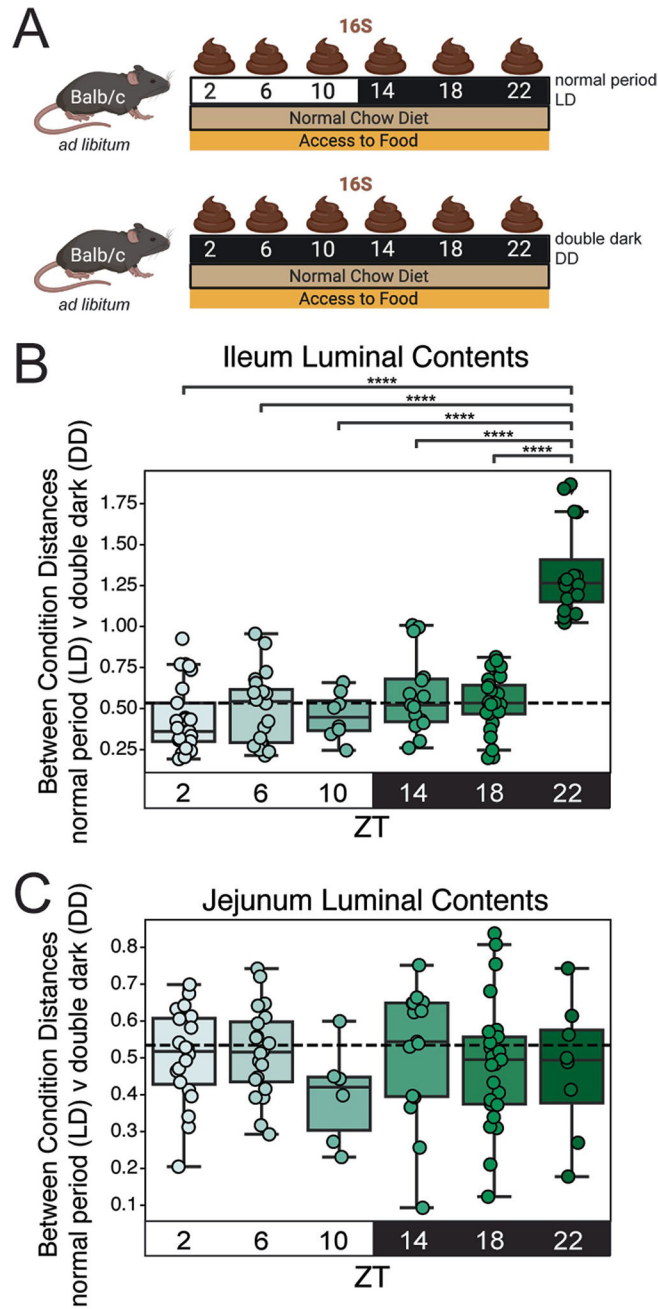 A
16S
Balb/c
ad libitum
2 6 10 14 18 22
normal period
LD
Normal Chow Diet
Access to Food
16S
Balb/c
ad libitum
2 6 10 14 18 22
double dark
DD
Normal Chow Diet
Access to Food
B
Ileum Luminal Contents
****
****
****
****
****
Between Condition Distances
normal period (LD) v double dark (DD)
1.75
1.50
1.25
1.00
0.75
0.50
0.25
2 6 10 14 18 22
ZT
C
Jejunum Luminal Contents
Between Condition Distances
normal period (LD) v double dark (DD)
0.8
0.7
0.6
0.5
0.4
0.3
0.2
0.1
2 6 10 14 18 22
ZT